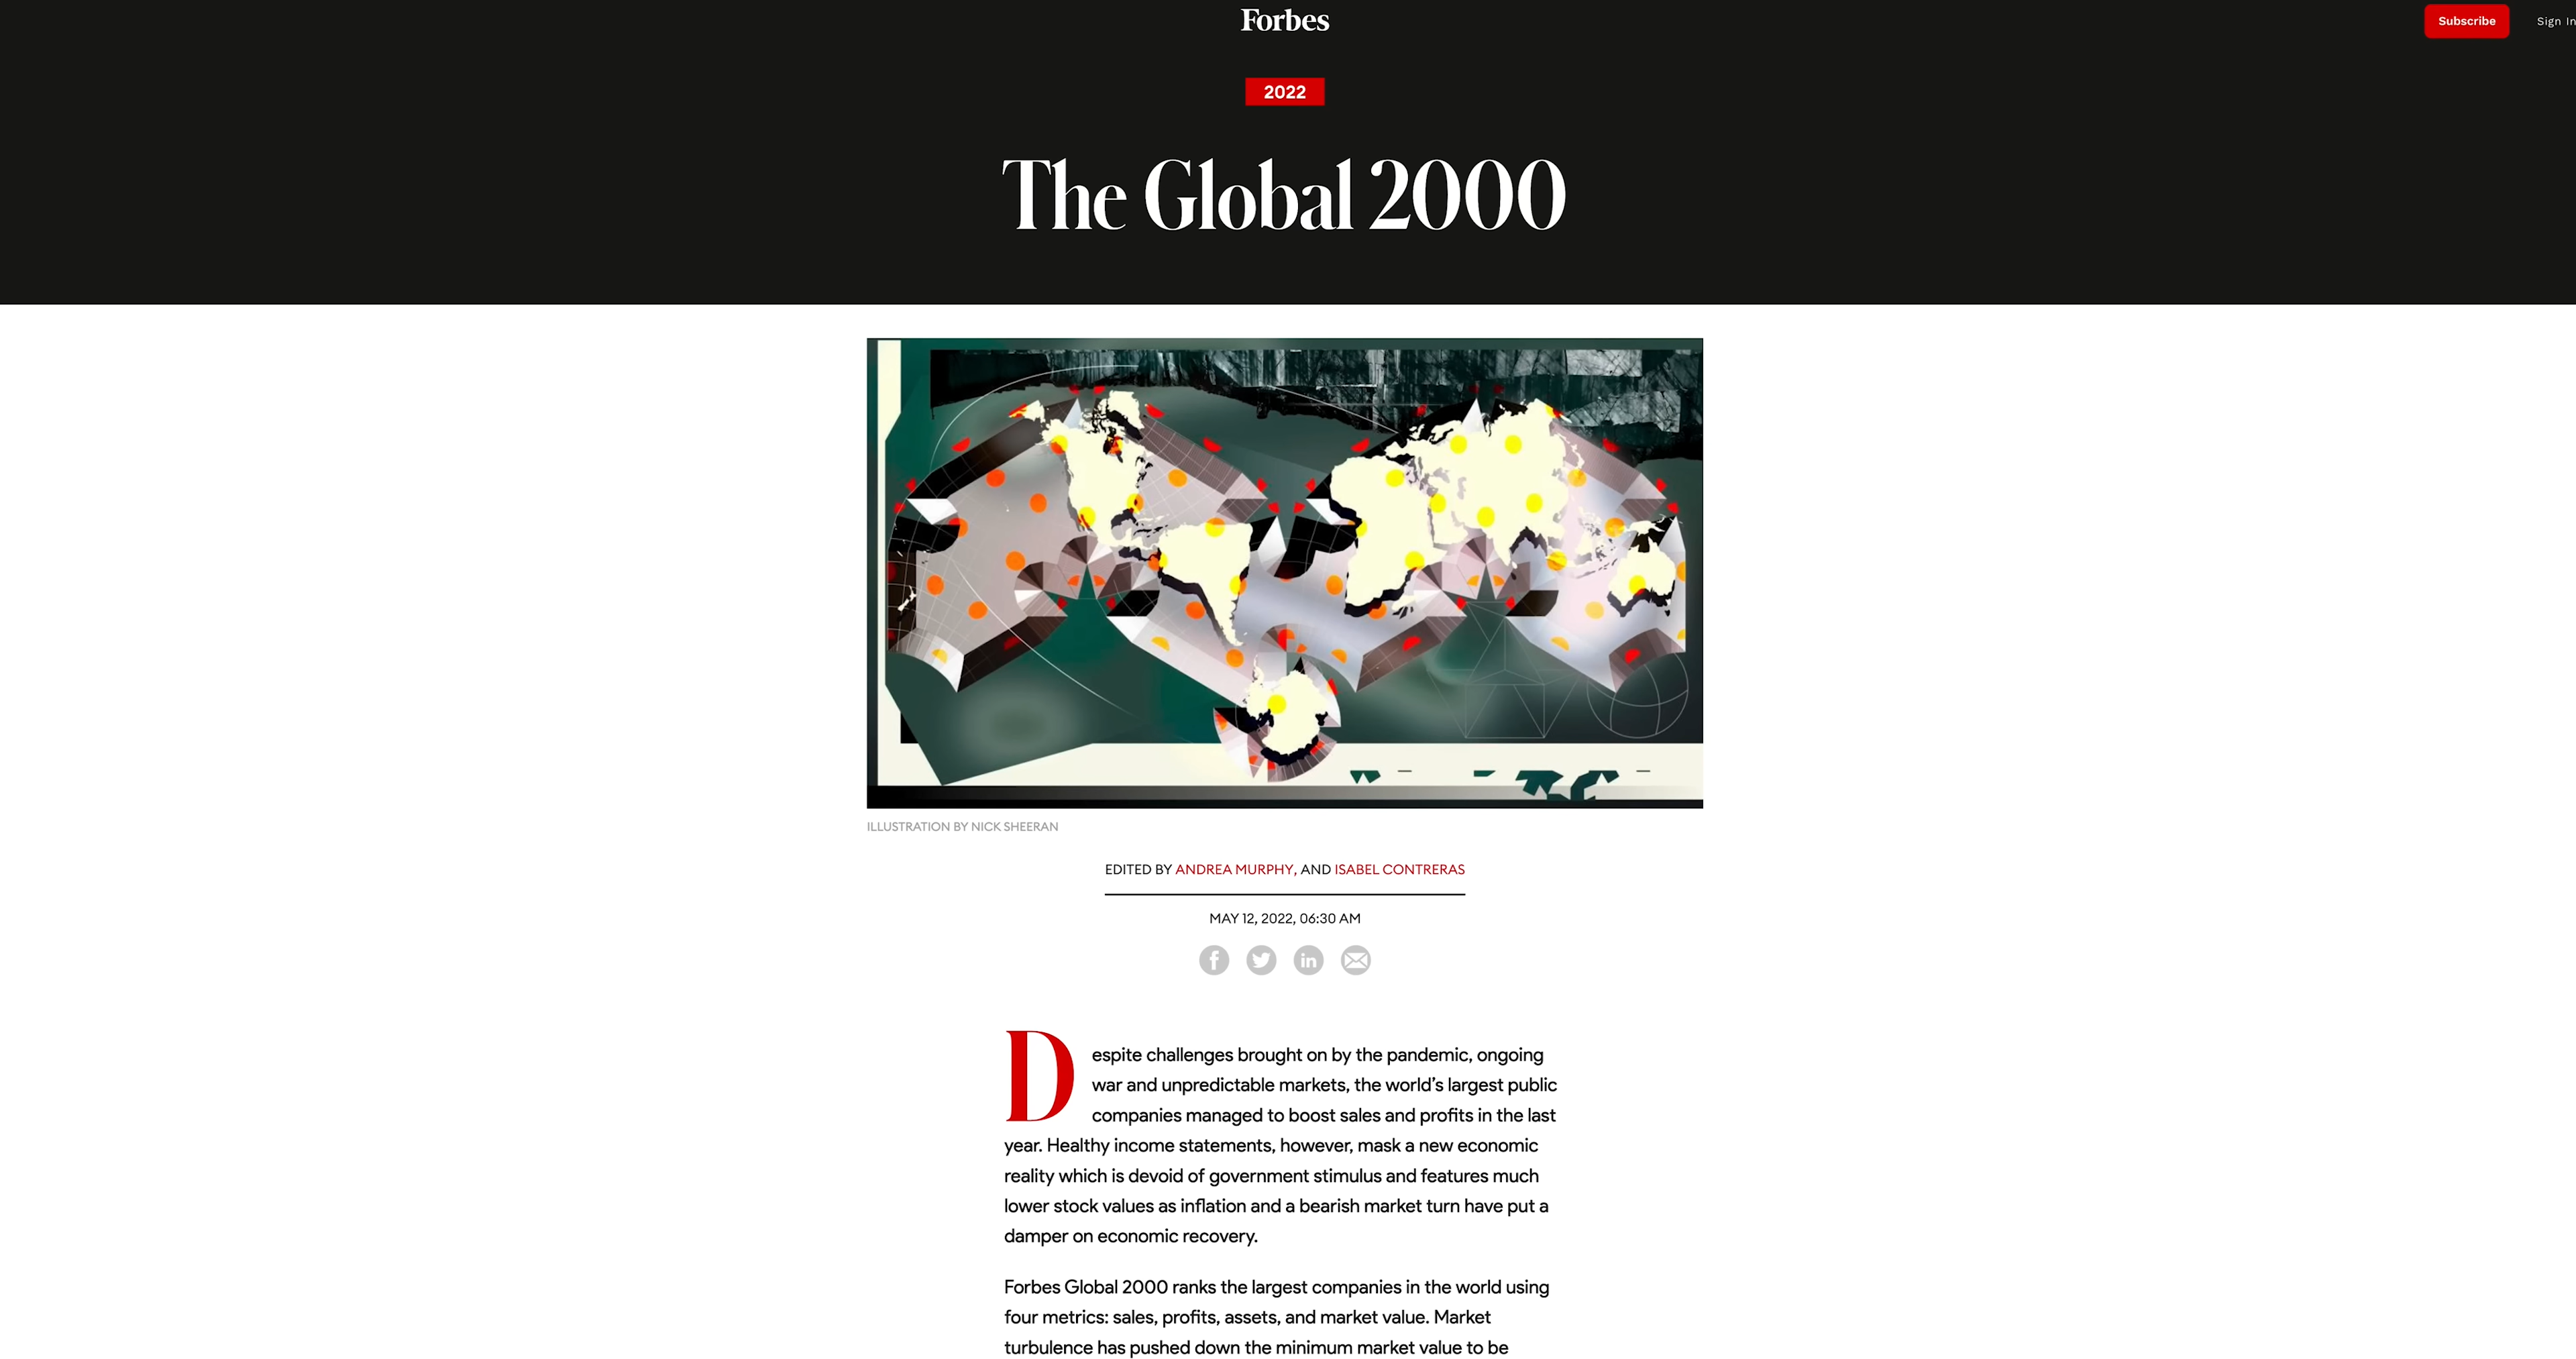 Forbes
Subscribe
Sign In
2022
The Global 2000
ILLUSTRATION BY NICK SHEERAN
EDITED BY ANDREA MURPHY, AND ISABEL CONTRERAS
MAY 12, 2022, 06:30 AM
Despite challenges brought on by the pandemic, ongoing
war and unpredictable markets, the world’s largest public
companies managed to boost sales and profits in the last
year. Healthy income statements, however, mask a new economic
reality which is devoid of government stimulus and features much
lower stock values as inflation and a bearish market turn have put a
damper on economic recovery.
Forbes Global 2000 ranks the largest companies in the world using
four metrics: sales, profits, assets, and market value. Market
turbulence has pushed down the minimum market value to be